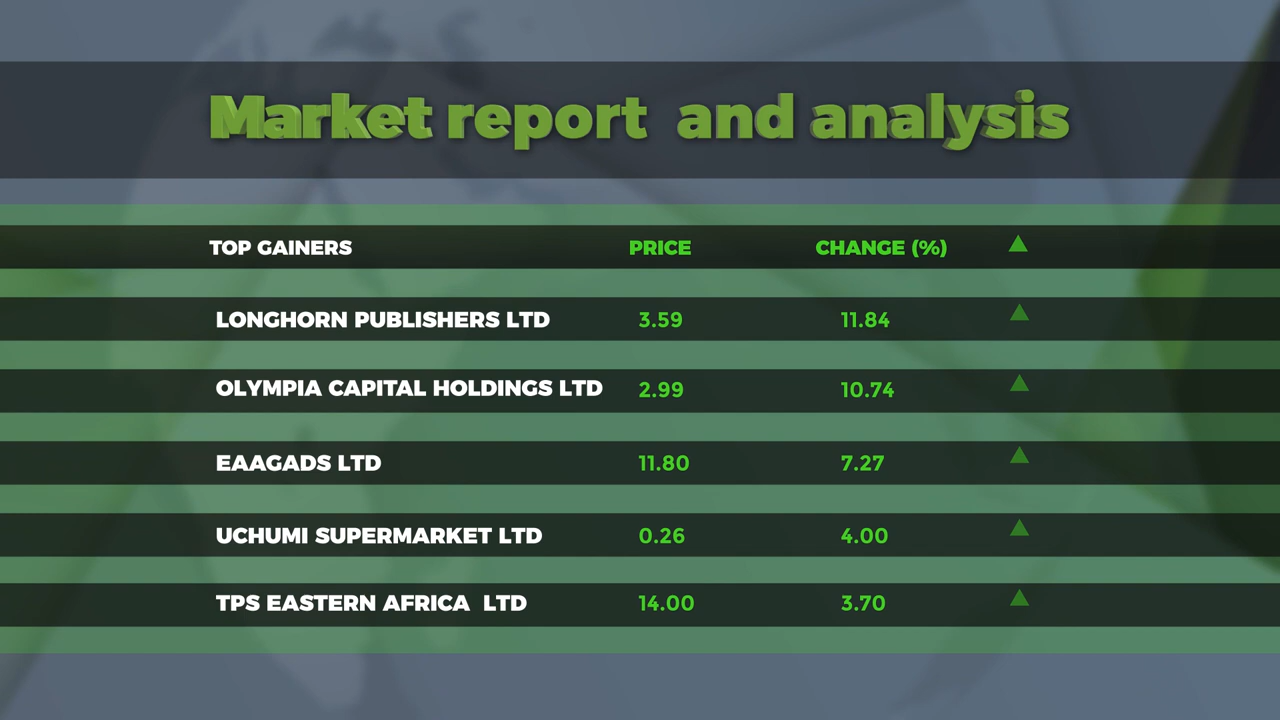 Market report and analysis
TOP GAINERS PRICE CHANGE (%)
LONGHORN PUBLISHERS LTD 3.59 11.84
OLYMPIA CAPITAL HOLDINGS LTD 2.99 10.74
EAAGADS LTD 11.80 7.27
UCHUMI SUPERMARKET LTD 0.26 4.00
TPS EASTERN AFRICA LTD 14.00 3.70